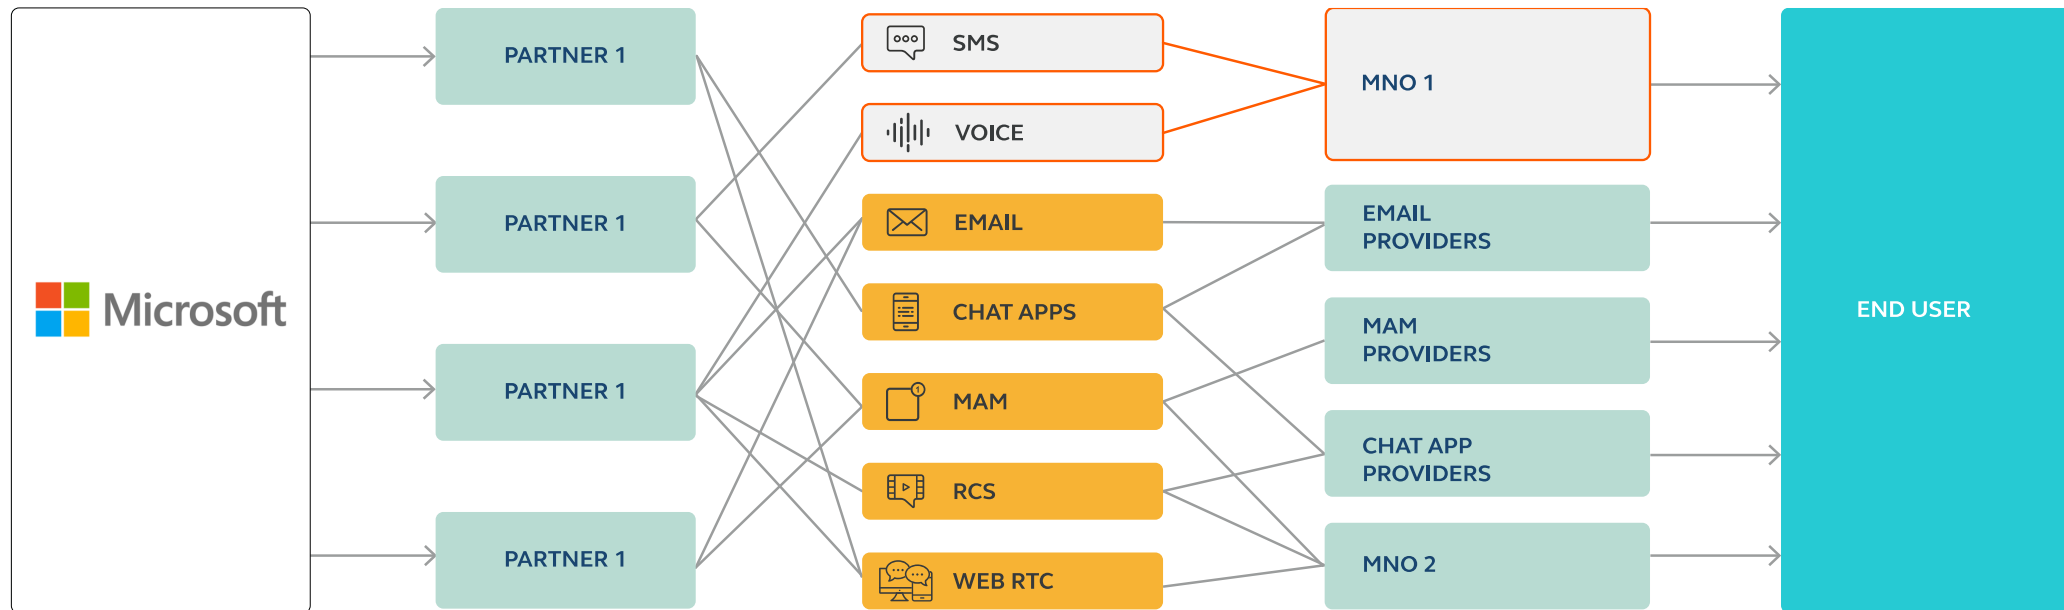 Microsoft
PARTNER 1
PARTNER 1
PARTNER 1
PARTNER 1
SMS
VOICE
EMAIL
CHAT APPS
1
MAM
RCS
WEB RTC
MNO 1
EMAIL
PROVIDERS
MAM
PROVIDERS
CHAT APP
PROVIDERS
MNO 2
END USER